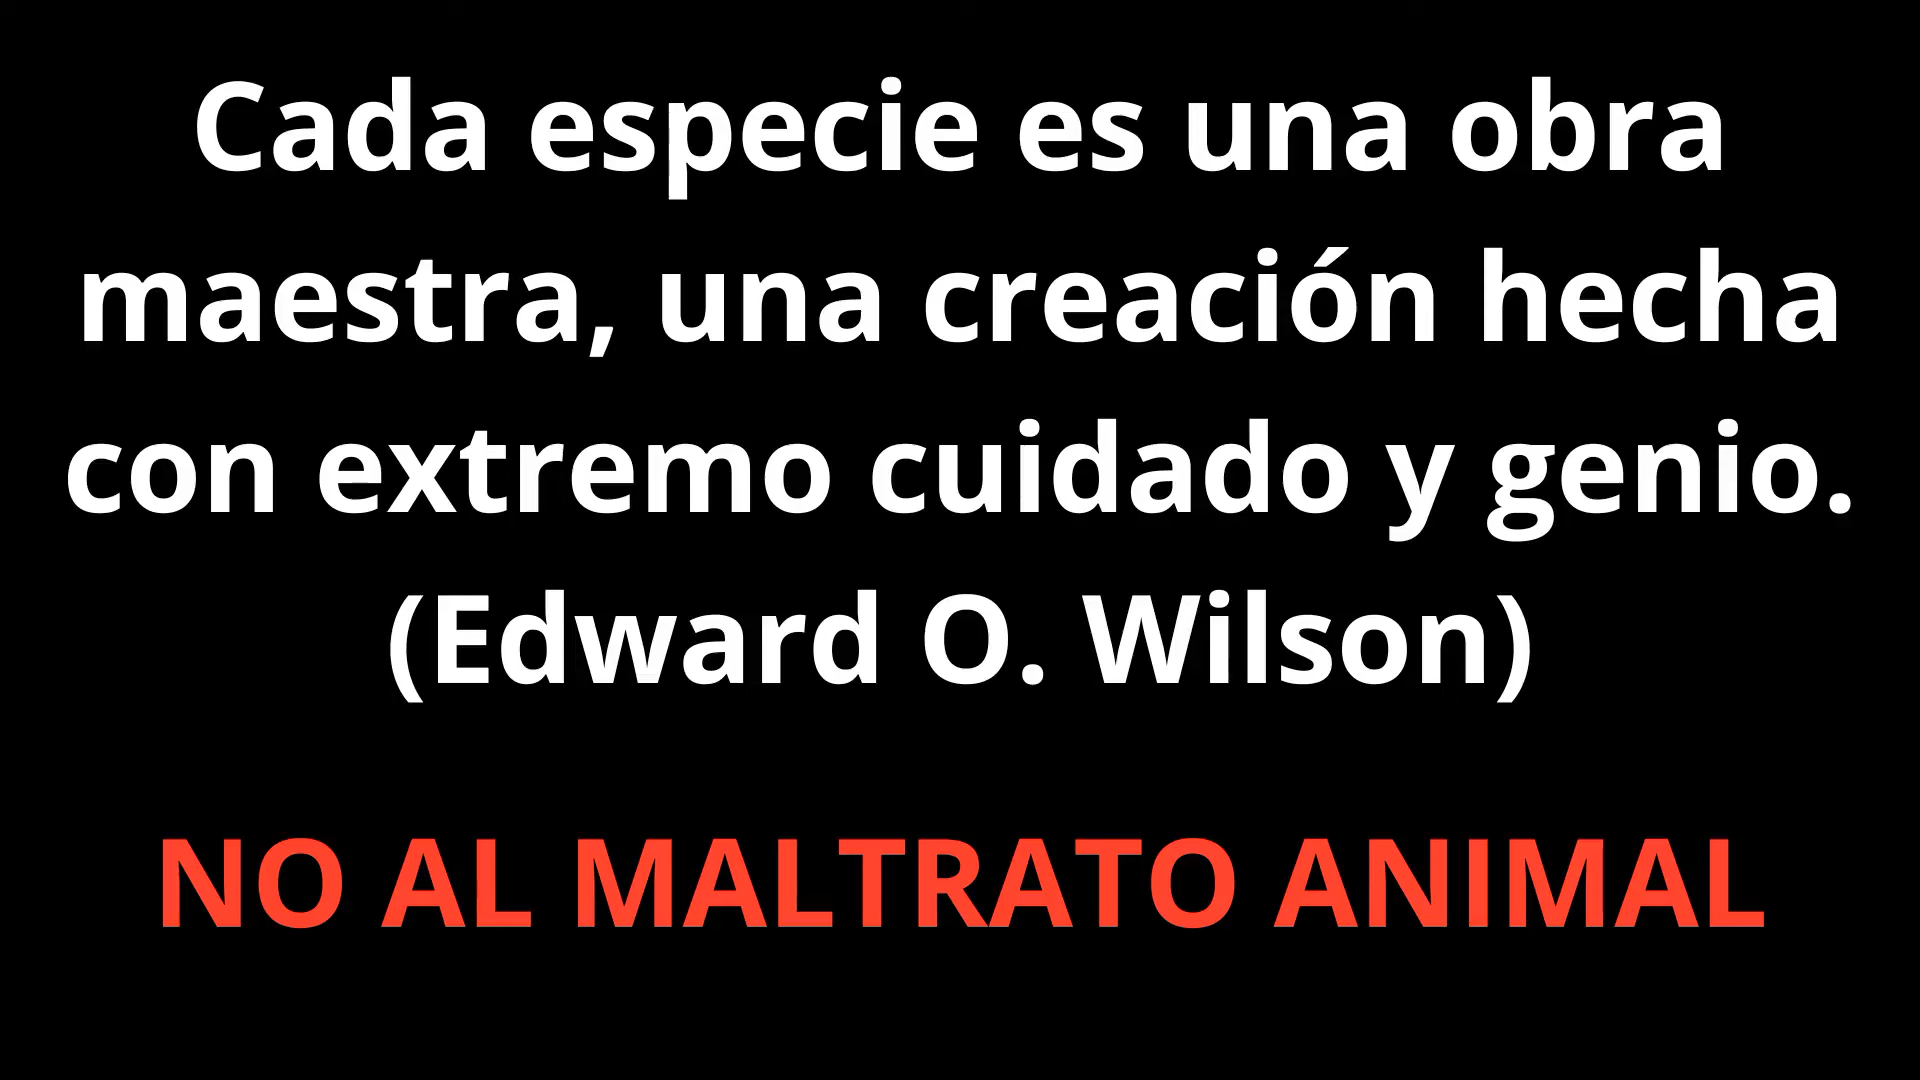 Cada especie es una obra
maestra, una creación hecha
con extremo cuidado y genio.
(Edward O. Wilson)
NO AL MALTRATO ANIMAL